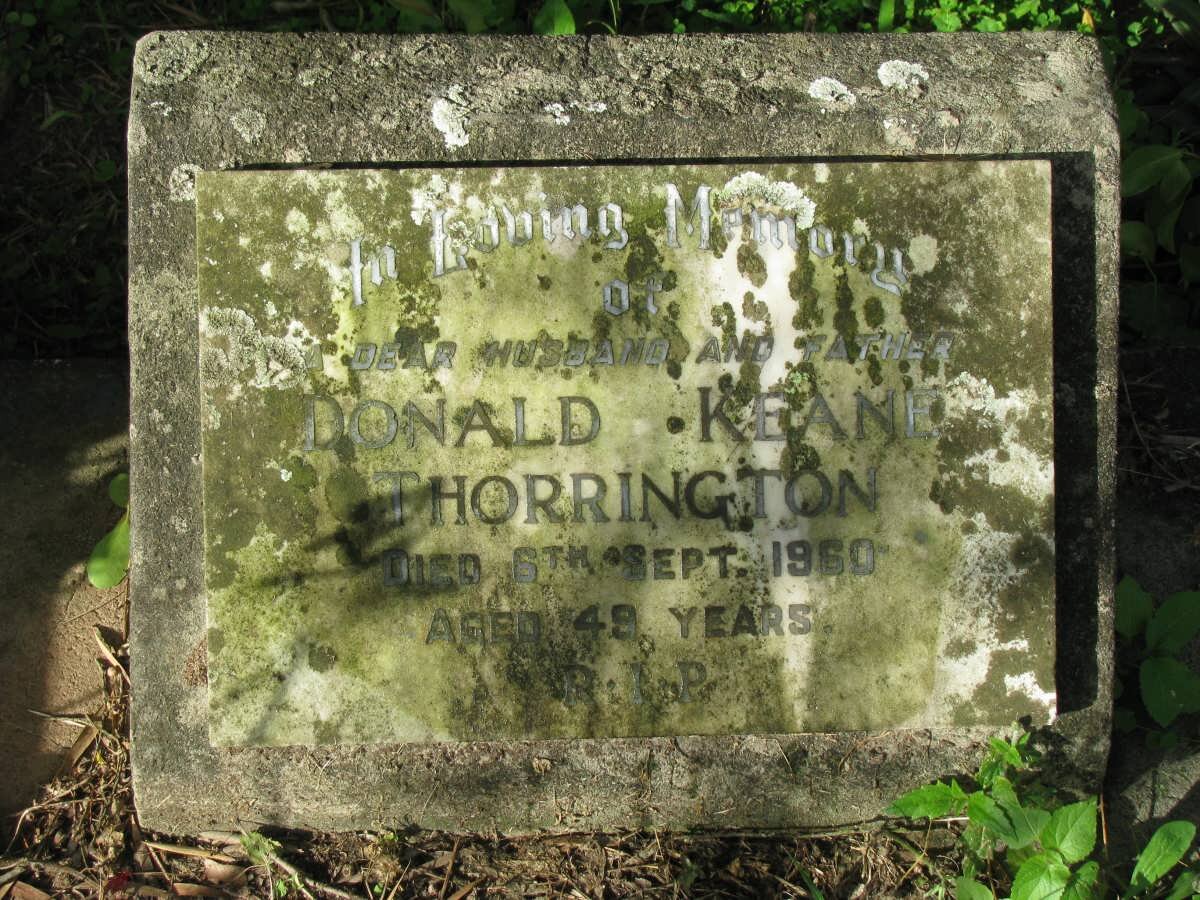 In Loving Memory
of
A DEAR HUSBAND AND FATHER
DONALD KEANE
THORRINGTON
DIED 6TH SEPT. 1960
AGED 49 YEARS.
R.I.P